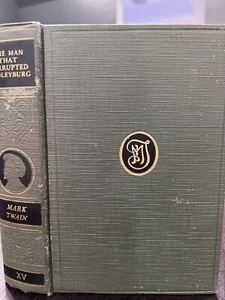 HE MAN
THAT
RRUPTED
DLEYBURG
MARK
TWAIN
XV